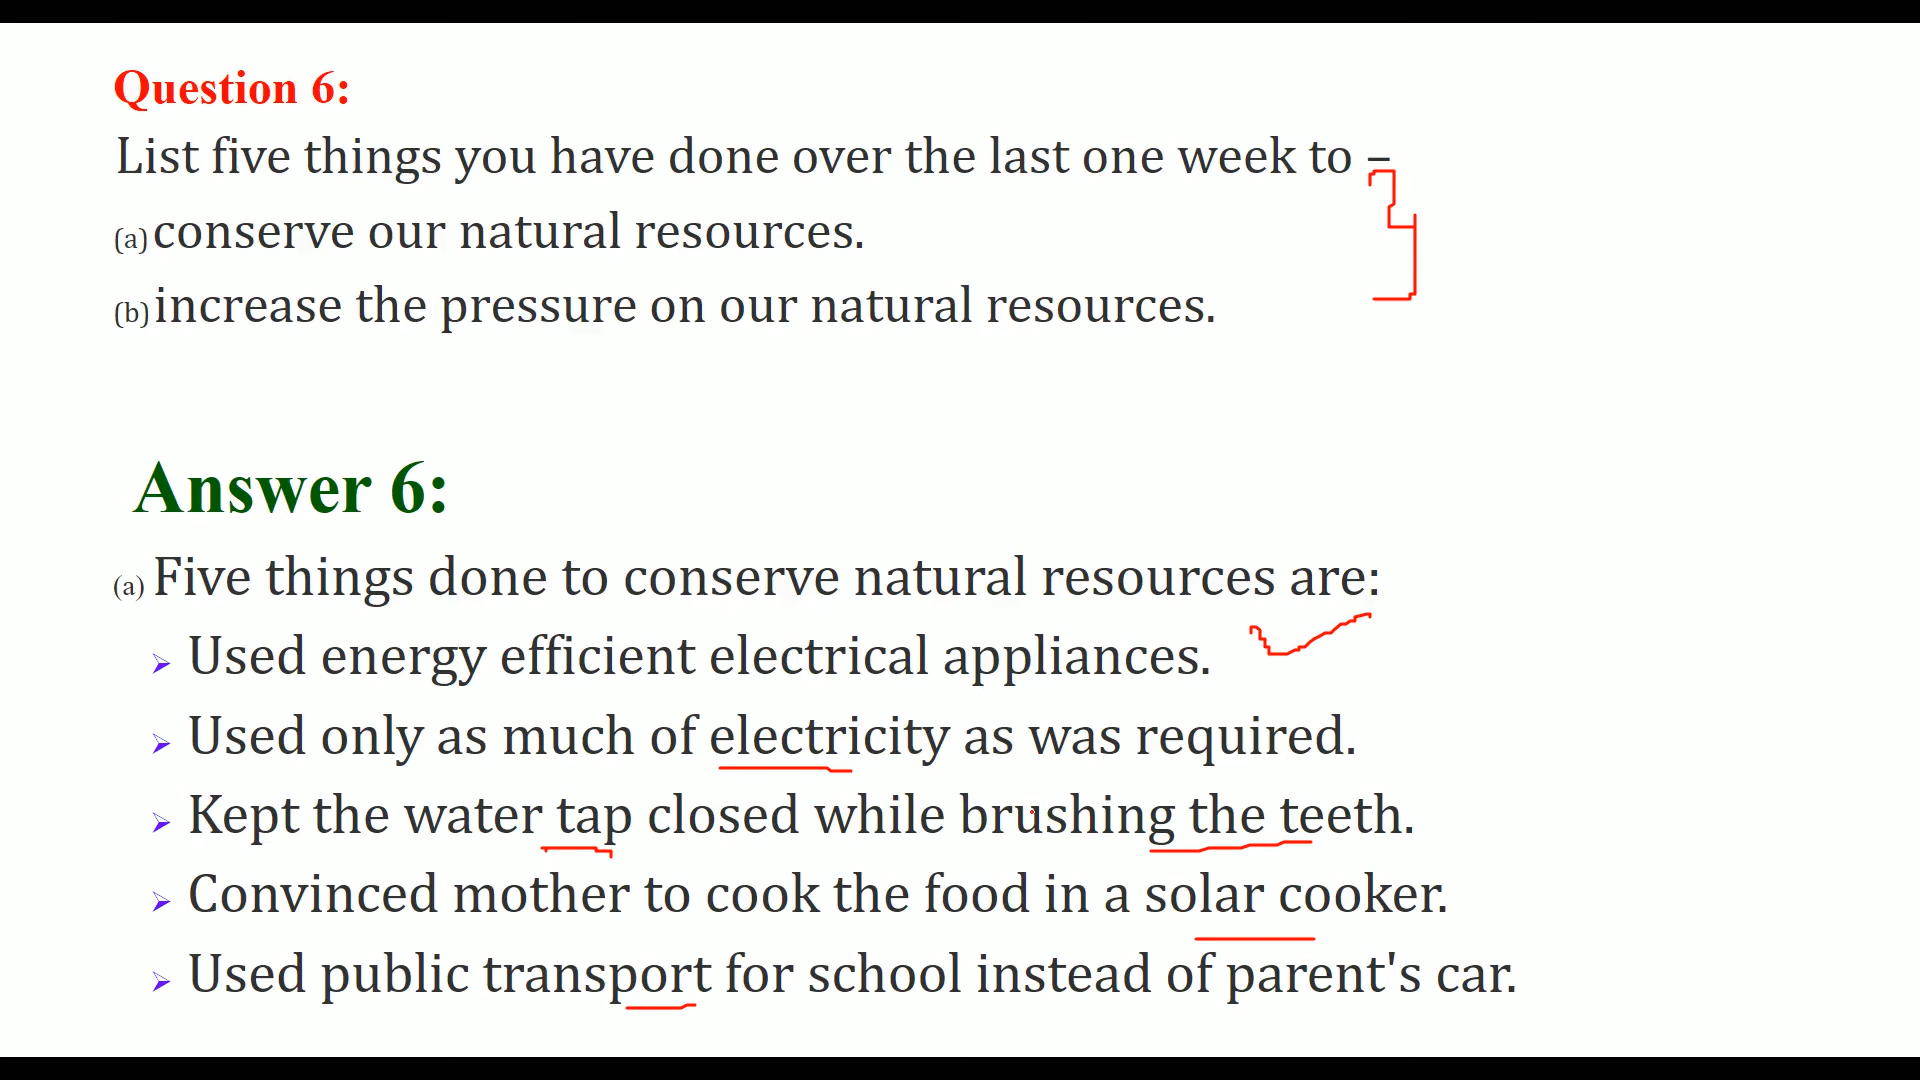 Question 6:
List five things you have done over the last one week to –
(a) conserve our natural resources.
(b) increase the pressure on our natural resources.
Answer 6:
(a) Five things done to conserve natural resources are:
➢ Used energy efficient electrical appliances.
➢ Used only as much of electricity as was required.
➢ Kept the water tap closed while brushing the teeth.
➢ Convinced mother to cook the food in a solar cooker.
➢ Used public transport for school instead of parent's car.